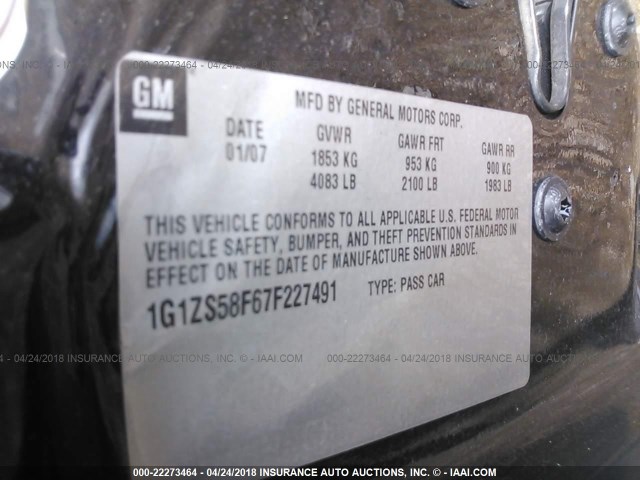 GM
MFD BY GENERAL MOTORS CORP.
DATE GVWR GAWR FRT GAWR RR
01/07 1853 KG 953 KG 900 KG
4083 LB 2100 LB 1983 LB
THIS VEHICLE CONFORMS TO ALL APPLICABLE U.S. FEDERAL MOTOR
VEHICLE SAFETY, BUMPER, AND THEFT PREVENTION STANDARDS IN
EFFECT ON THE DATE OF MANUFACTURE SHOWN ABOVE.
1G1ZS58F67F227491 TYPE: PASS CAR
000-22273464 - 04/24/2018 INSURANCE AUTO AUCTIONS, INC. - © - IAAI.COM